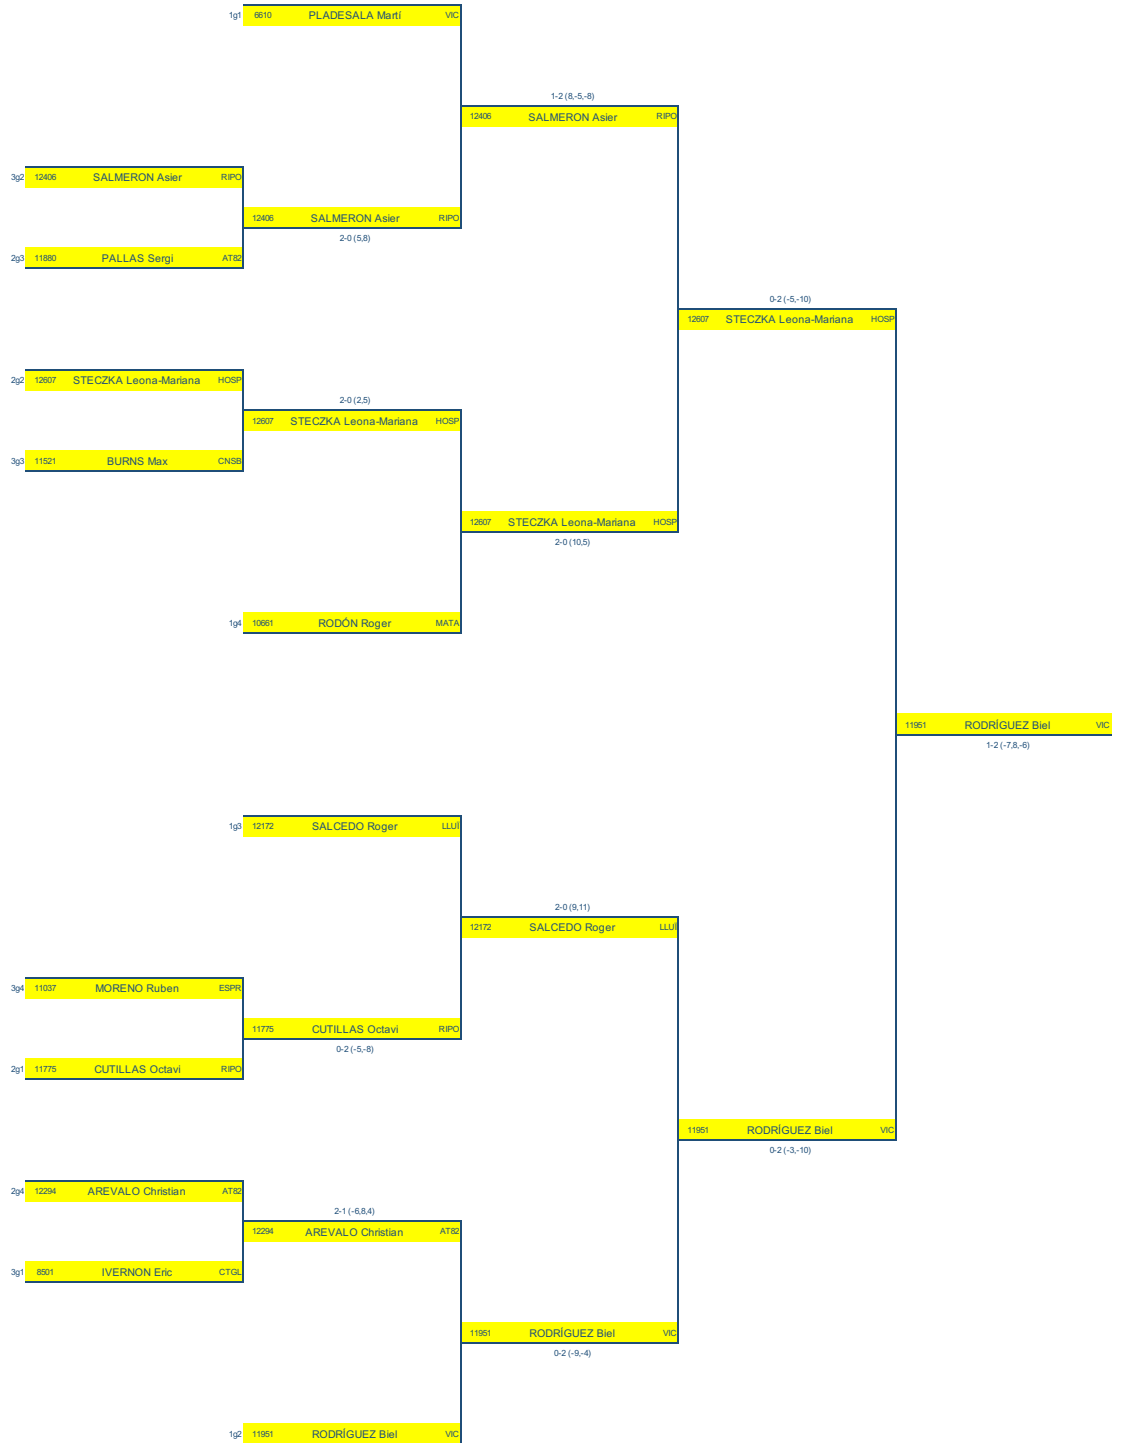 1g1 6610 PLADESALA Martí VIC
1-2 (8,-5,-8)
12406 SALMERON Asier RIPO
3g2 12406 SALMERON Asier RIPO
12406 SALMERON Asier RIPO
2-0 (5,8)
2g3 11880 PALLAS Sergi AT82
0-2 (-5,-10)
12607 STECZKA Leona-Mariana HOSP
2g2 12607 STECZKA Leona-Mariana HOSP
2-0 (2,5)
12607 STECZKA Leona-Mariana HOSP
3g3 11521 BURNS Max CNSB
12607 STECZKA Leona-Mariana HOSP
2-0 (10,5)
1g4 10661 RODÓN Roger MATA
11951 RODRÍGUEZ Biel VIC
1-2 (-7,8,-6)
1g3 12172 SALCEDO Roger LLUÏ
2-0 (9,11)
12172 SALCEDO Roger LLUÏ
3g4 11037 MORENO Ruben ESPR
11775 CUTILLAS Octavi RIPO
0-2 (-5,-8)
2g1 11775 CUTILLAS Octavi RIPO
11951 RODRÍGUEZ Biel VIC
0-2 (-3,-10)
2g4 12294 AREVALO Christian AT82
2-1 (-6,8,4)
12294 AREVALO Christian AT82
3g1 8501 IVERNON Eric CTGL
11951 RODRÍGUEZ Biel VIC
0-2 (-9,-4)
1g2 11951 RODRÍGUEZ Biel VIC